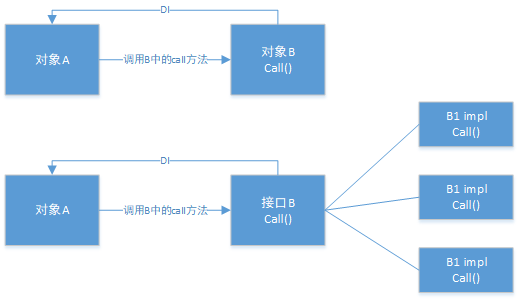 DI
对象A
调用B中的call方法
对象B
Call()
B1 impl
Call()
DI
对象A
调用B中的call方法
接口B
Call()
B1 impl
Call()
B1 impl
Call()